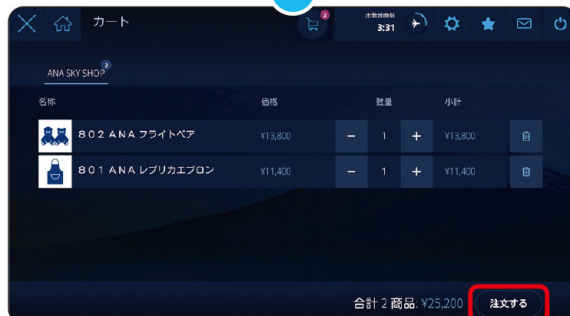 カート
2
出発地時刻
3:31
ANA SKY SHOP 2
名称 価格 数量 小計
802 ANA フライトベア ¥13,800 − 1 + ¥13,800
801 ANA レプリカエプロン ¥11,400 − 1 + ¥11,400
合計 2 商品: ¥25,200 注文する